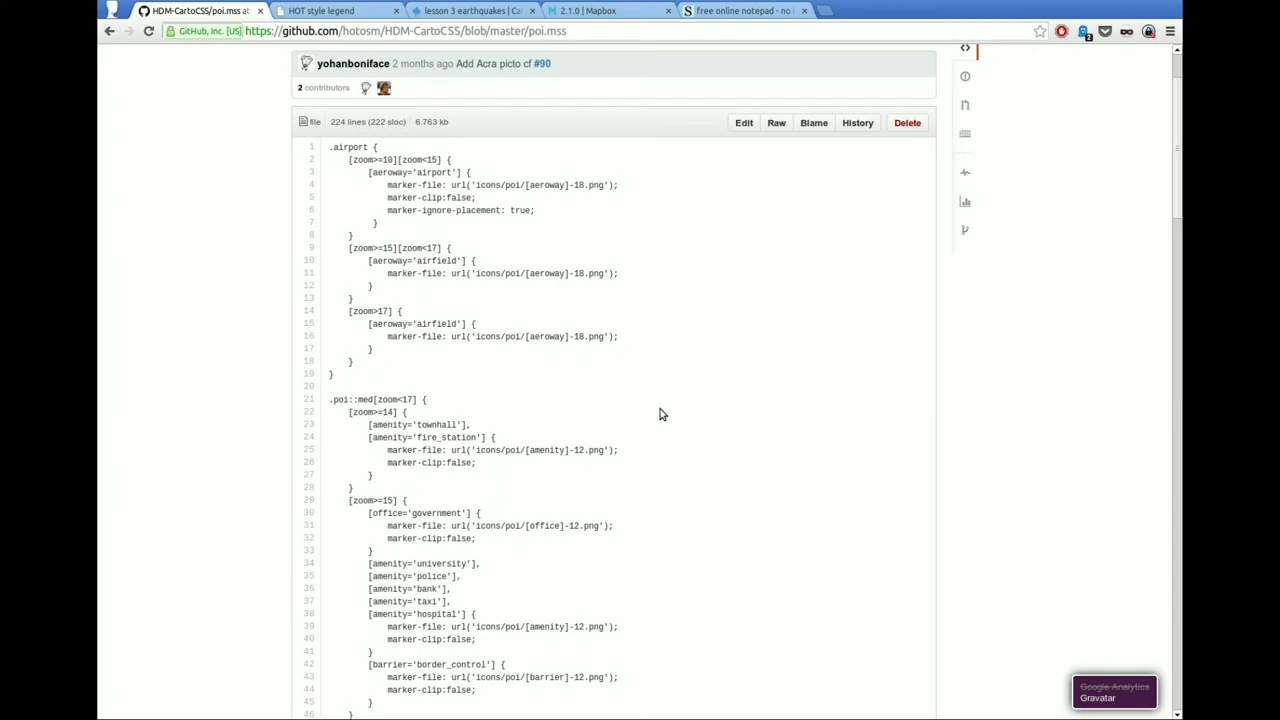 HDM-CartoCSS/poi.mss at ×
HOT style legend ×
lesson 3 earthquakes | Ca ×
2.1.0 | Mapbox ×
free online notepad - no ×
GitHub, Inc. [US] https://github.com/hotosm/HDM-CartoCSS/blob/master/poi.mss
2
yohanboniface 2 months ago Add Acra picto cf #90
2 contributors
file 224 lines (222 sloc) 6.763 kb
Edit Raw Blame History Delete
1 .airport {
2 [zoom>=10][zoom<15] {
3 [aeroway='airport'] {
4 marker-file: url('icons/poi/[aeroway]-18.png');
5 marker-clip:false;
6 marker-ignore-placement: true;
7 }
8 }
9 [zoom>=15][zoom<17] {
10 [aeroway='airfield'] {
11 marker-file: url('icons/poi/[aeroway]-18.png');
12 }
13 }
14 [zoom>17] {
15 [aeroway='airfield'] {
16 marker-file: url('icons/poi/[aeroway]-18.png');
17 }
18 }
19 }
20
21 .poi::med[zoom<17] {
22 [zoom>=14] {
23 [amenity='townhall'],
24 [amenity='fire_station'] {
25 marker-file: url('icons/poi/[amenity]-12.png');
26 marker-clip:false;
27 }
28 }
29 [zoom>=15] {
30 [office='government'] {
31 marker-file: url('icons/poi/[office]-12.png');
32 marker-clip:false;
33 }
34 [amenity='university'],
35 [amenity='police'],
36 [amenity='bank'],
37 [amenity='taxi'],
38 [amenity='hospital'] {
39 marker-file: url('icons/poi/[amenity]-12.png');
40 marker-clip:false;
41 }
42 [barrier='border_control'] {
43 marker-file: url('icons/poi/[barrier]-12.png');
44 marker-clip:false;
45 }
46 }
Google Analytics
Gravatar